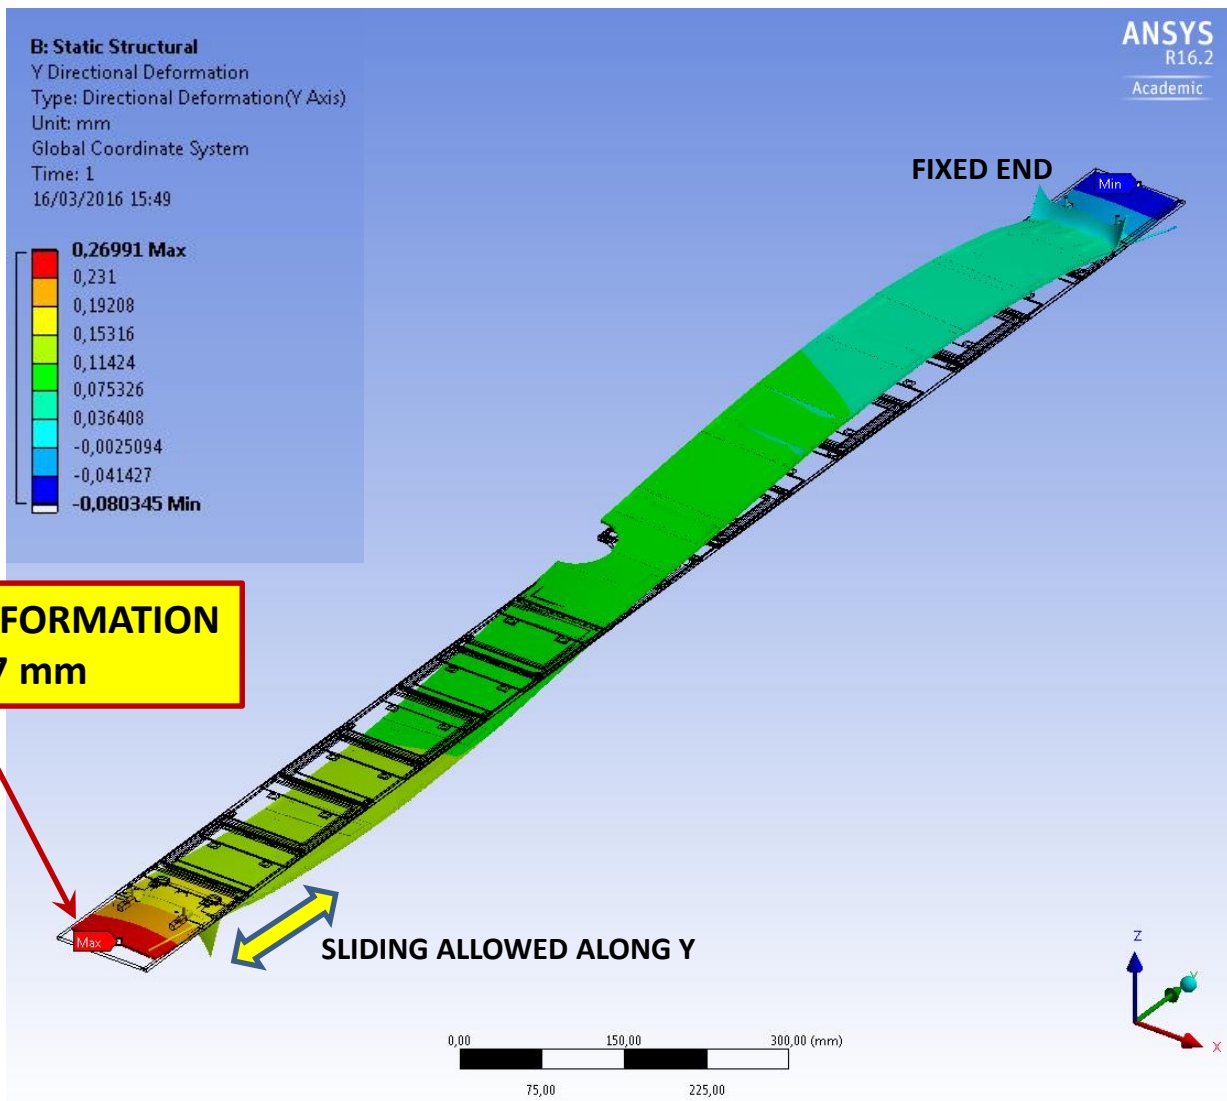 B: Static Structural
Y Directional Deformation
Type: Directional Deformation(Y Axis)
Unit: mm
Global Coordinate System
Time: 1
16/03/2016 15:49
ANSYS
R16.2
Academic
0,26991 Max
0,231
0,19208
0,15316
0,11424
0,075326
0,036408
-0,0025094
-0,041427
-0,080345 Min
FIXED END
Min
FORMATION
7 mm
Max
SLIDING ALLOWED ALONG Y
Z
Y
X
0,00 150,00 300,00 (mm)
75,00 225,00